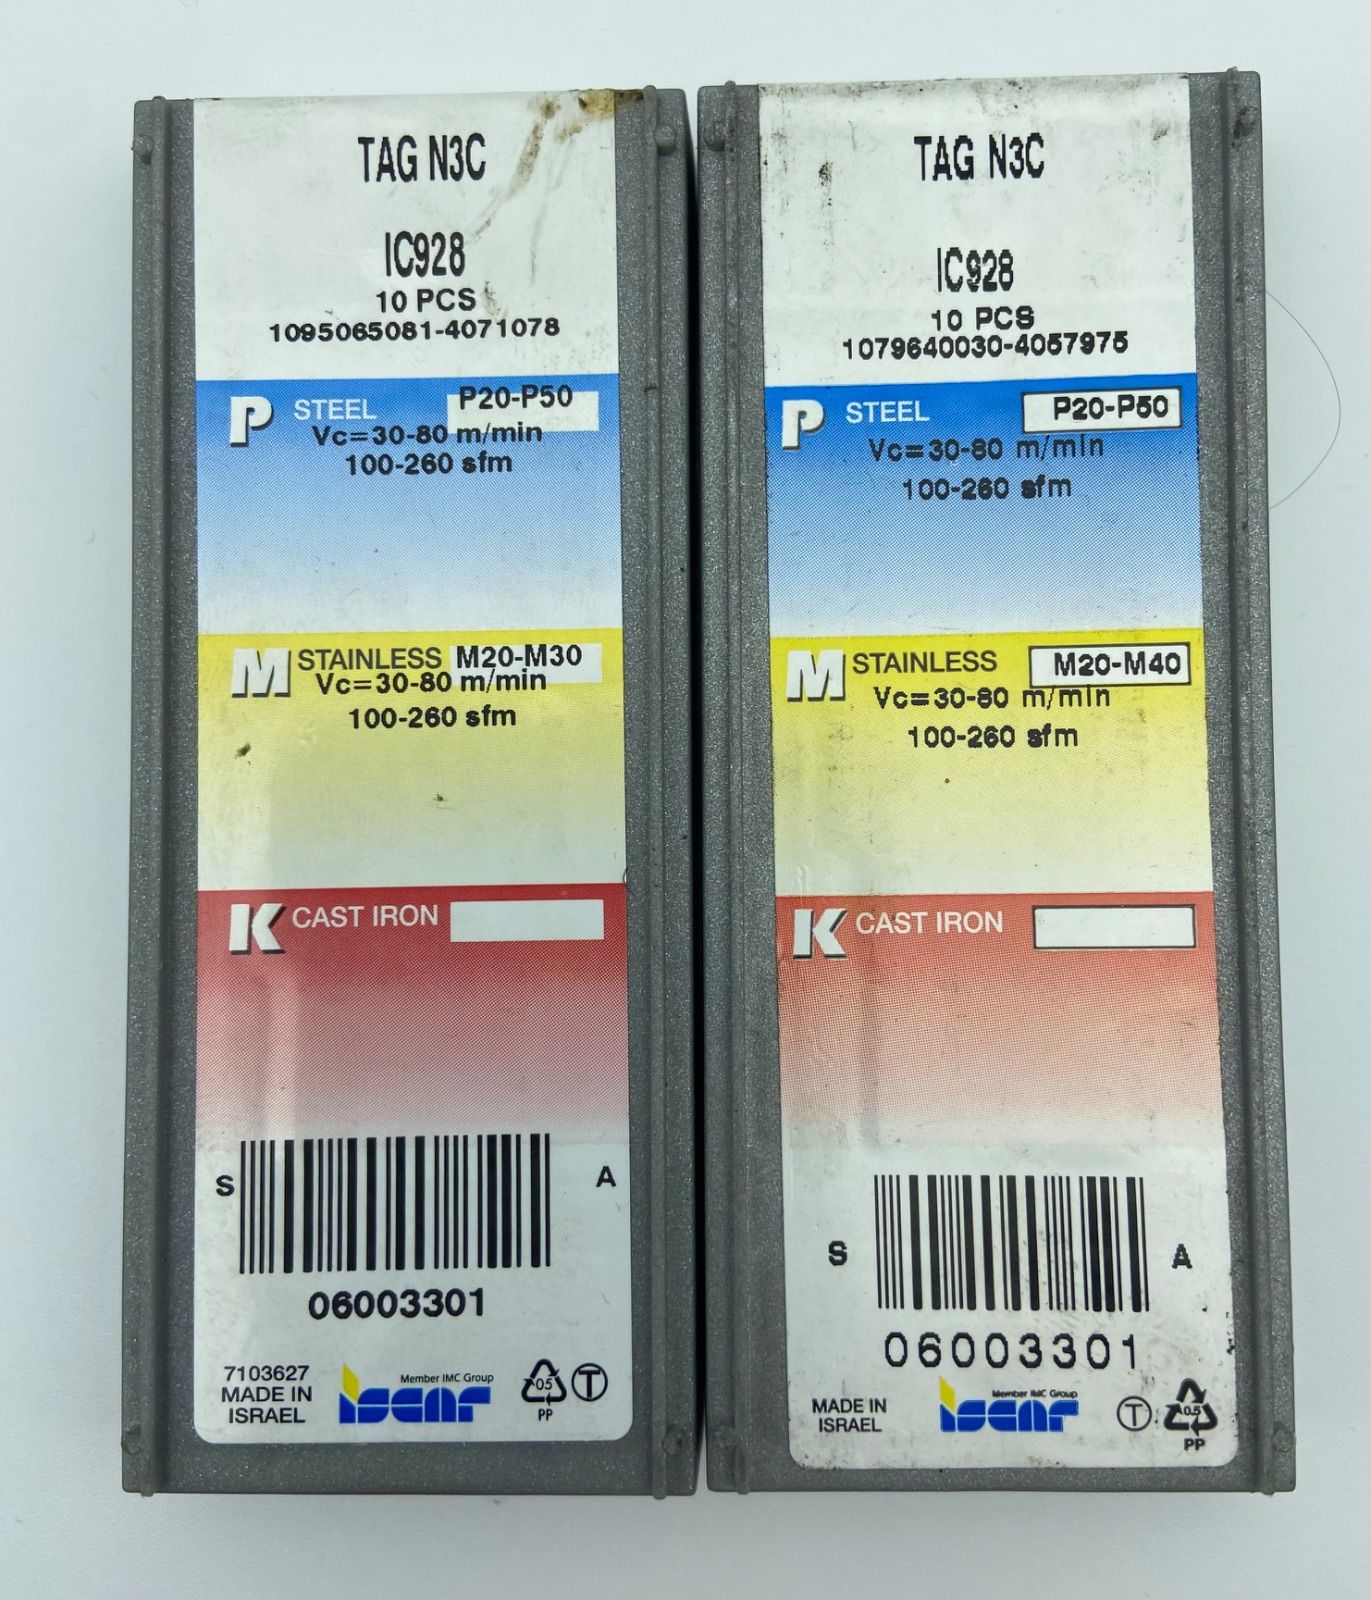 TAG N3C
IC928
10 PCS
1095065081-4071078
P STEEL P20-P50
Vc=30-80 m/min
100-260 sfm
M STAINLESS M20-M30
Vc=30-80 m/min
100-260 sfm
K CAST IRON
S A
06003301
7103627
MADE IN
ISRAEL
Member IMC Group
iscar
05
PP
T
TAG N3C
IC928
10 PCS
1079640030-4057975
P STEEL P20-P50
Vc=30-80 m/min
100-260 sfm
M STAINLESS M20-M40
Vc=30-80 m/min
100-260 sfm
K CAST IRON
S A
06003301
MADE IN
ISRAEL
Member IMC Group
iscar
T
05
PP